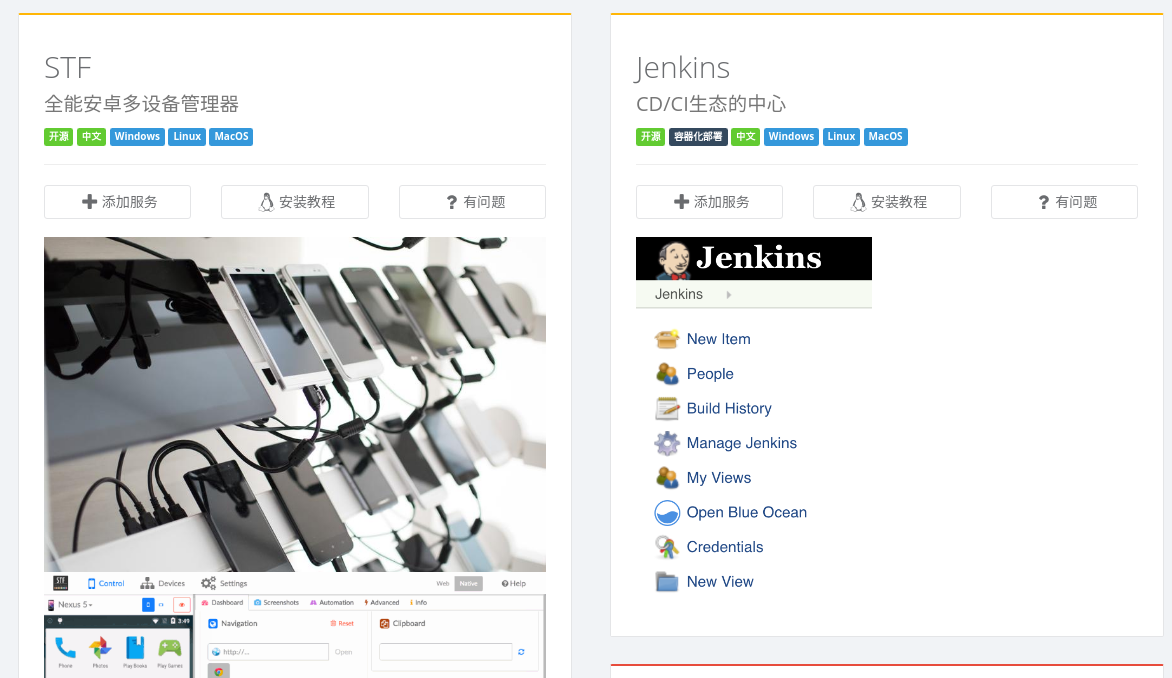 STF
全能安卓多设备管理器
开源 中文 Windows Linux MacOS
添加服务 安装教程 ? 有问题
STF Control Devices Settings Web Native Help
Nexus 5
Dashboard Screenshots Automation Advanced Info
3:49
Navigation Reset Clipboard
http://... Open
Phone Photos Play Books Play Games
Jenkins
CD/CI生态的中心
开源 容器化部署 中文 Windows Linux MacOS
添加服务 安装教程 ? 有问题
Jenkins
Jenkins
New Item
People
Build History
Manage Jenkins
My Views
Open Blue Ocean
Credentials
New View